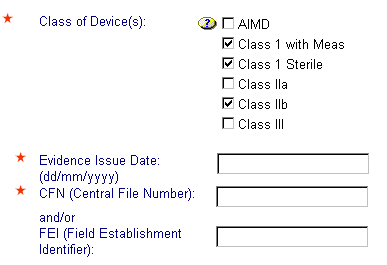 Class of Device(s): ? AIMD
Class 1 with Meas
Class 1 Sterile
Class IIa
Class IIb
Class III
Evidence Issue Date:
(dd/mm/yyyy)
CFN (Central File Number):
and/or
FEI (Field Establishment
Identifier):